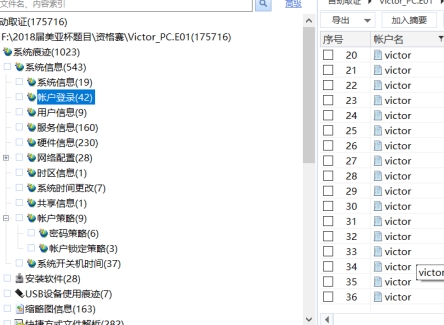 文件名、内容索引
高级
动取证(175716)
F:\2018届美亚杯题目\资格赛\Victor_PC.E01(175716)
系统痕迹(1023)
系统信息(543)
系统信息(19)
帐户登录(42)
用户信息(9)
服务信息(160)
硬件信息(230)
网络配置(28)
时区信息(1)
系统时间更改(7)
共享信息(1)
帐户策略(9)
密码策略(6)
帐户锁定策略(3)
系统开关机时间(37)
安装软件(28)
USB设备使用痕迹(7)
缩略图信息(163)
快捷方式文件解析(282)
自动取证 Victor_PC.E01
导出 加入摘要
序号 帐户名
20 victor
21 victor
22 victor
23 victor
24 victor
25 victor
26 victor
27 victor
28 victor
29 victor
30 victor
31 victor
32 victor
33 victor
34 victor
victor
35 victor
36 victor